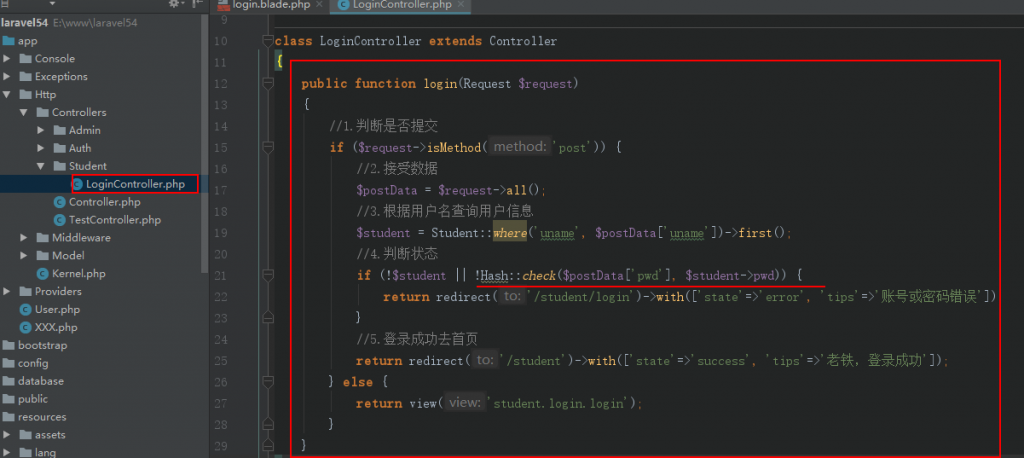 login.blade.php × LoginController.php ×
laravel54 E:\www\laravel54
app
Console
Exceptions
Http
Controllers
Admin
Auth
Student
LoginController.php
Controller.php
TestController.php
Middleware
Model
Kernel.php
Providers
User.php
XXX.php
bootstrap
config
database
public
resources
assets
lang
9
10 class LoginController extends Controller
11 {
12 public function login(Request $request)
13 {
14 //1.判断是否提交
15 if ($request->isMethod( method: 'post')) {
16 //2.接受数据
17 $postData = $request->all();
18 //3.根据用户名查询用户信息
19 $student = Student::where('uname', $postData['uname'])->first();
20 //4.判断状态
21 if (!$student || !Hash::check($postData['pwd'], $student->pwd)) {
22 return redirect( to: '/student/login')->with(['state'=>'error', 'tips'=>'账号或密码错误'])
23 }
24 //5.登录成功去首页
25 return redirect( to: '/student')->with(['state'=>'success', 'tips'=>'老铁，登录成功']);
26 } else {
27 return view( view: 'student.login.login');
28 }
29 }